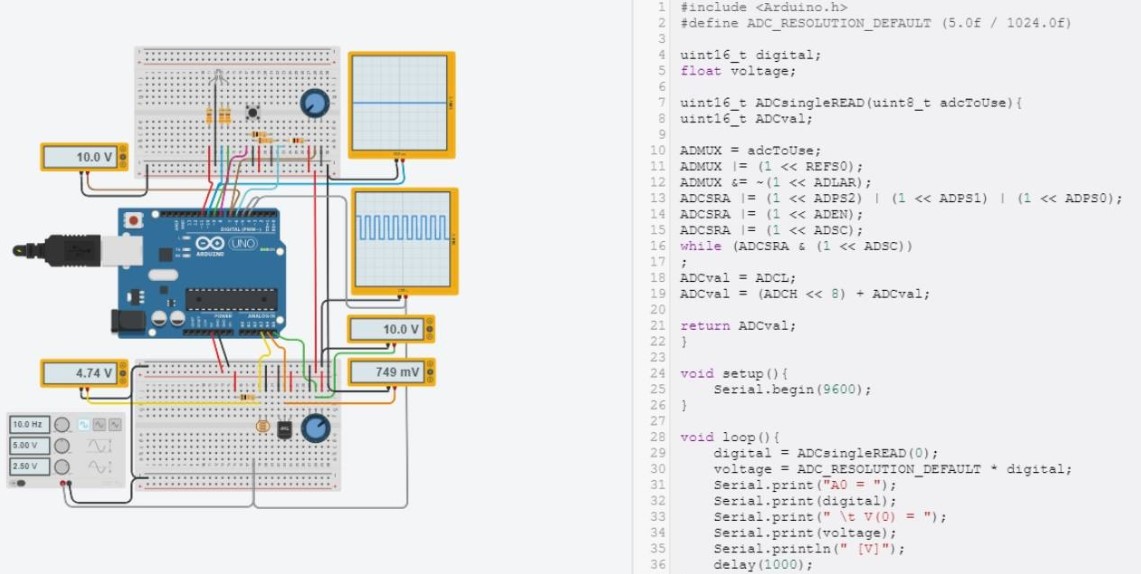 10.0 V
DIGITAL (PWM~)
UNO
ARDUINO
POWER
ANALOG IN
10.0 V
4.74 V
749 mV
10.0 Hz
5.00 V
2.50 V
1 #include <Arduino.h>
2 #define ADC_RESOLUTION_DEFAULT (5.0f / 1024.0f)
3
4 uint16_t digital;
5 float voltage;
6
7 uint16_t ADCsingleREAD(uint8_t adcToUse){
8 uint16_t ADCval;
9
10 ADMUX = adcToUse;
11 ADMUX |= (1 << REFS0);
12 ADMUX &= ~(1 << ADLAR);
13 ADCSRA |= (1 << ADPS2) | (1 << ADPS1) | (1 << ADPS0);
14 ADCSRA |= (1 << ADEN);
15 ADCSRA |= (1 << ADSC);
16 while (ADCSRA & (1 << ADSC))
17 ;
18 ADCval = ADCL;
19 ADCval = (ADCH << 8) + ADCval;
20
21 return ADCval;
22 }
23
24 void setup(){
25 Serial.begin(9600);
26 }
27
28 void loop(){
29 digital = ADCsingleREAD(0);
30 voltage = ADC_RESOLUTION_DEFAULT * digital;
31 Serial.print("A0 = ");
32 Serial.print(digital);
33 Serial.print(" \t V(0) = ");
34 Serial.print(voltage);
35 Serial.println(" [V]");
36 delay(1000);